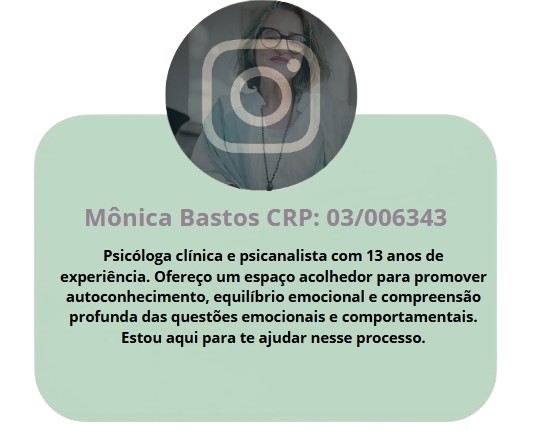 Mônica Bastos CRP: 03/006343
Psicóloga clínica e psicanalista com 13 anos de
experiência. Ofereço um espaço acolhedor para promover
autoconhecimento, equilíbrio emocional e compreensão
profunda das questões emocionais e comportamentais.
Estou aqui para te ajudar nesse processo.